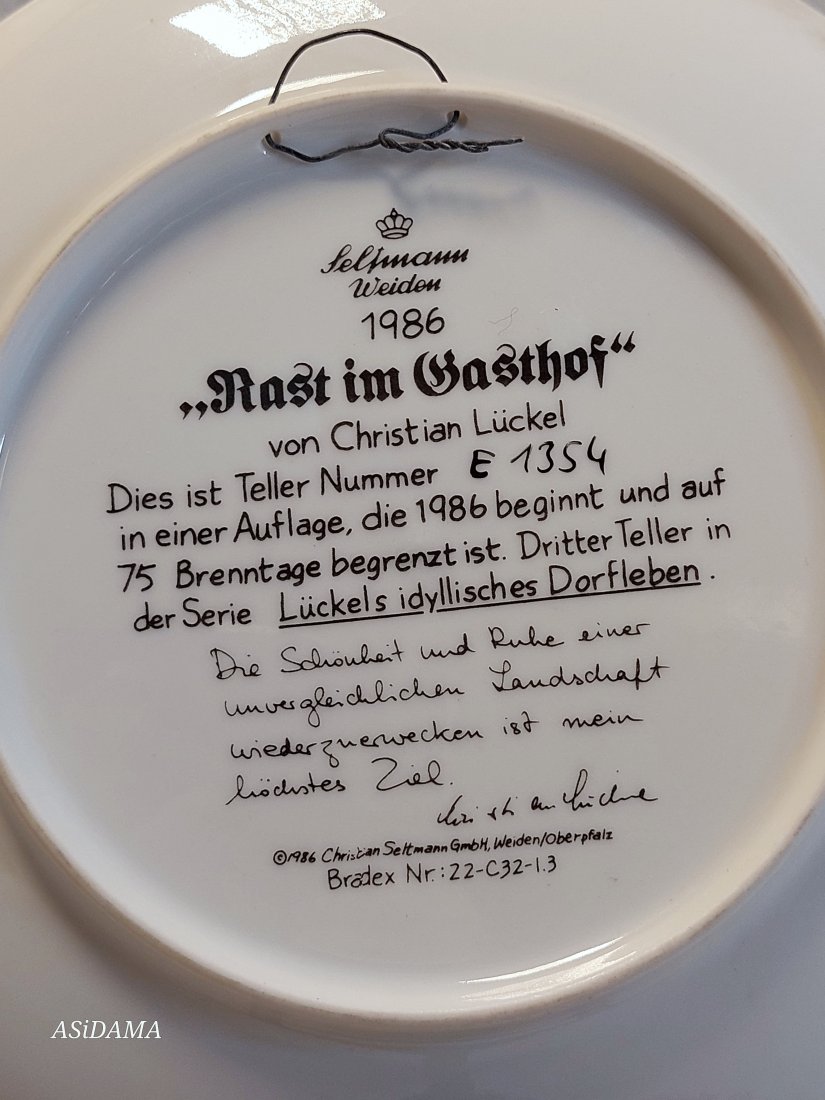 Seltmann
Weiden
1986
„Rast im Gasthof“
von Christian Lückel
Dies ist Teller Nummer E 1354
in einer Auflage, die 1986 beginnt und auf
75 Brenntage begrenzt ist. Dritter Teller in
der Serie Lückels idyllisches Dorfleben.
Die Schönheit und Ruhe einer
unvergleichlichen Landschaft
wiederzuerwecken ist mein
höchstes Ziel.
Christian Lückel
©1986 Christian Seltmann GmbH, Weiden/Oberpfalz
Bradex Nr.: 22-C32-1.3
ASiDAMA